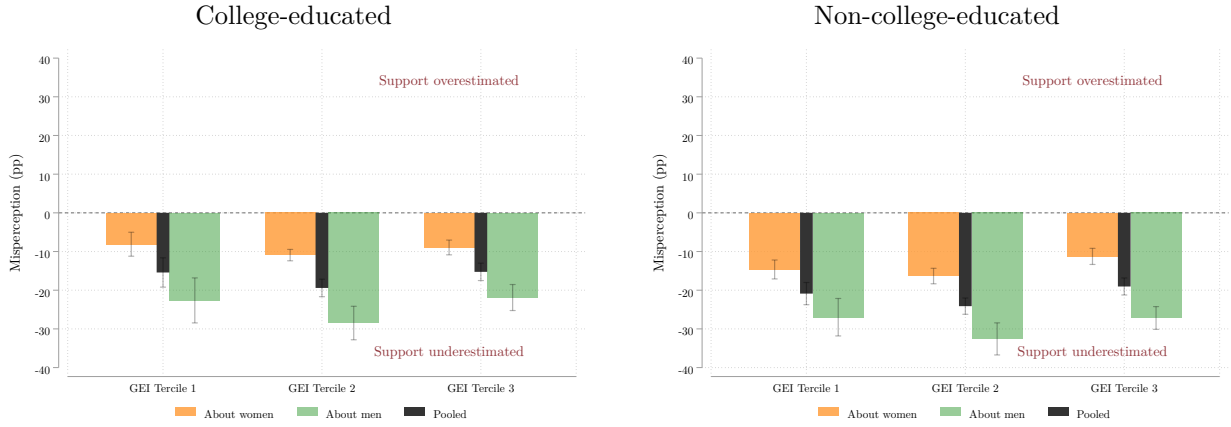 College-educated
Non-college-educated
Misperception (pp)
40
30
20
10
0
-10
-20
-30
-40
Support overestimated
Support underestimated
GEI Tercile 1
GEI Tercile 2
GEI Tercile 3
About women
About men
Pooled
Misperception (pp)
40
30
20
10
0
-10
-20
-30
-40
Support overestimated
Support underestimated
GEI Tercile 1
GEI Tercile 2
GEI Tercile 3
About women
About men
Pooled